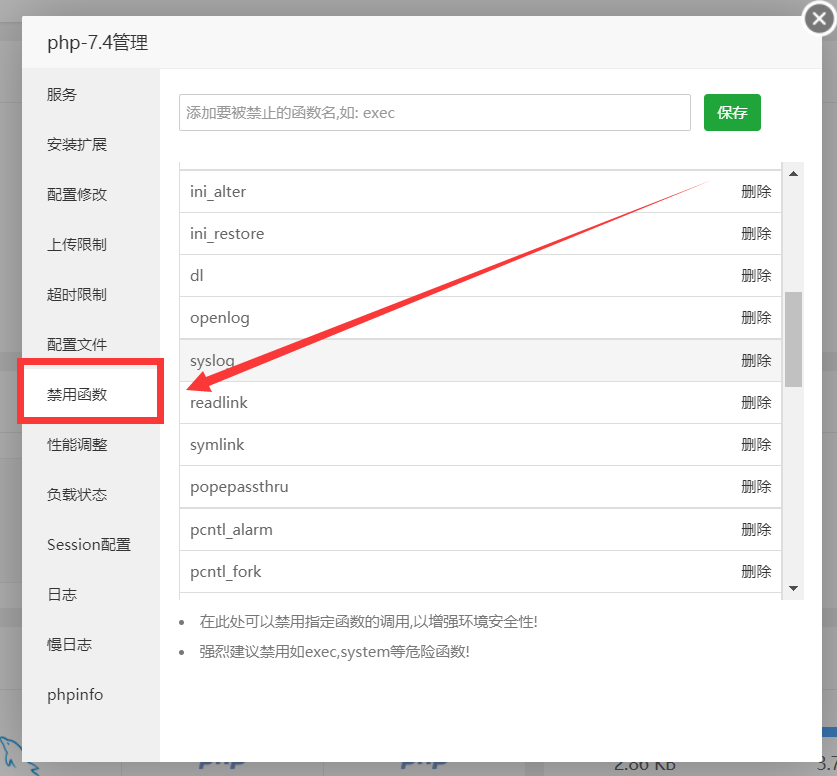 php-7.4管理
服务
安装扩展
配置修改
上传限制
超时限制
配置文件
禁用函数
性能调整
负载状态
Session配置
日志
慢日志
phpinfo
添加要被禁止的函数名,如: exec
保存
ini_alter 删除
ini_restore 删除
dl 删除
openlog 删除
syslog 删除
readlink 删除
symlink 删除
popepassthru 删除
pcntl_alarm 删除
pcntl_fork 删除
在此处可以禁用指定函数的调用,以增强环境安全性!
强烈建议禁用如exec,system等危险函数!
php
php
2.86 KB